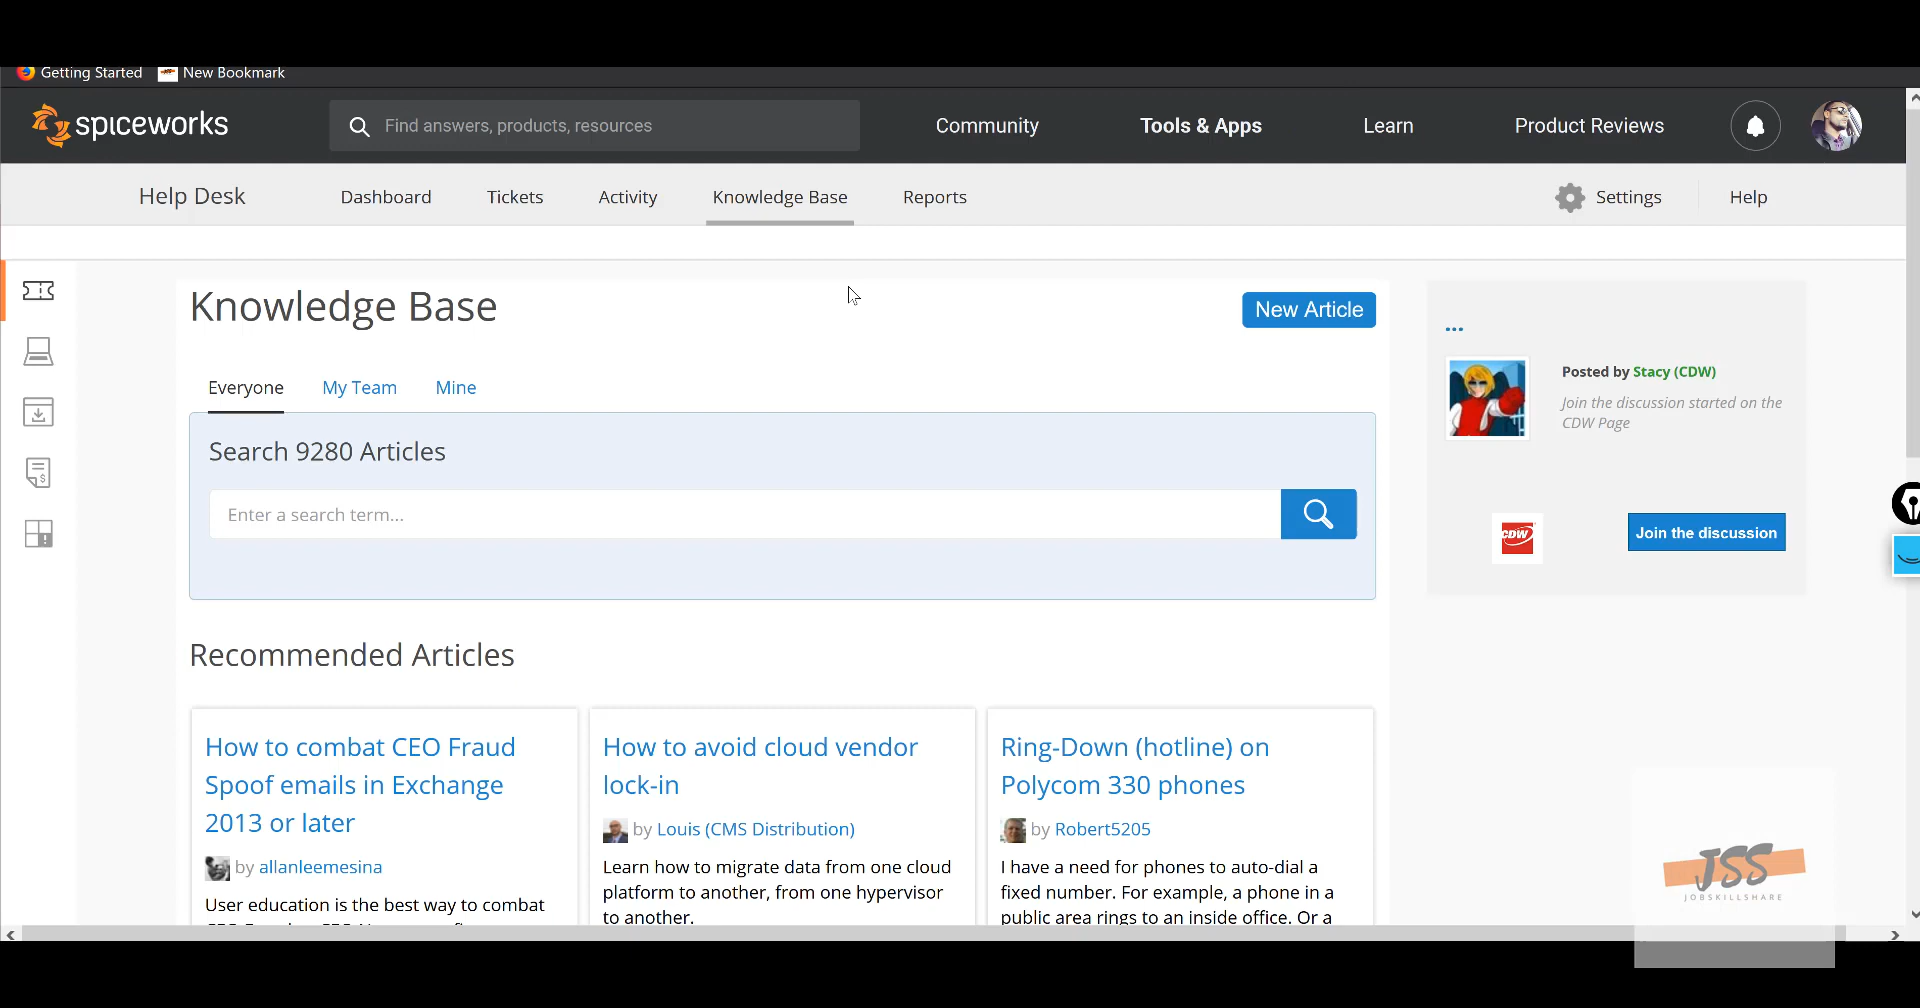 Getting Started New Bookmark
spiceworks Find answers, products, resources Community Tools & Apps Learn Product Reviews
Help Desk Dashboard Tickets Activity Knowledge Base Reports Settings Help
Knowledge Base
New Article
...
Everyone My Team Mine
Posted by Stacy (CDW)
Join the discussion started on the
CDW Page
Search 9280 Articles
Enter a search term...
CDW
Join the discussion
Recommended Articles
How to combat CEO Fraud
Spoof emails in Exchange
2013 or later
by allanleemesina
User education is the best way to combat
How to avoid cloud vendor
lock-in
by Louis (CMS Distribution)
Learn how to migrate data from one cloud
platform to another, from one hypervisor
to another.
Ring-Down (hotline) on
Polycom 330 phones
by Robert5205
I have a need for phones to auto-dial a
fixed number. For example, a phone in a
public area rings to an inside office. Or a
JSS
JOBSKILLSHARE